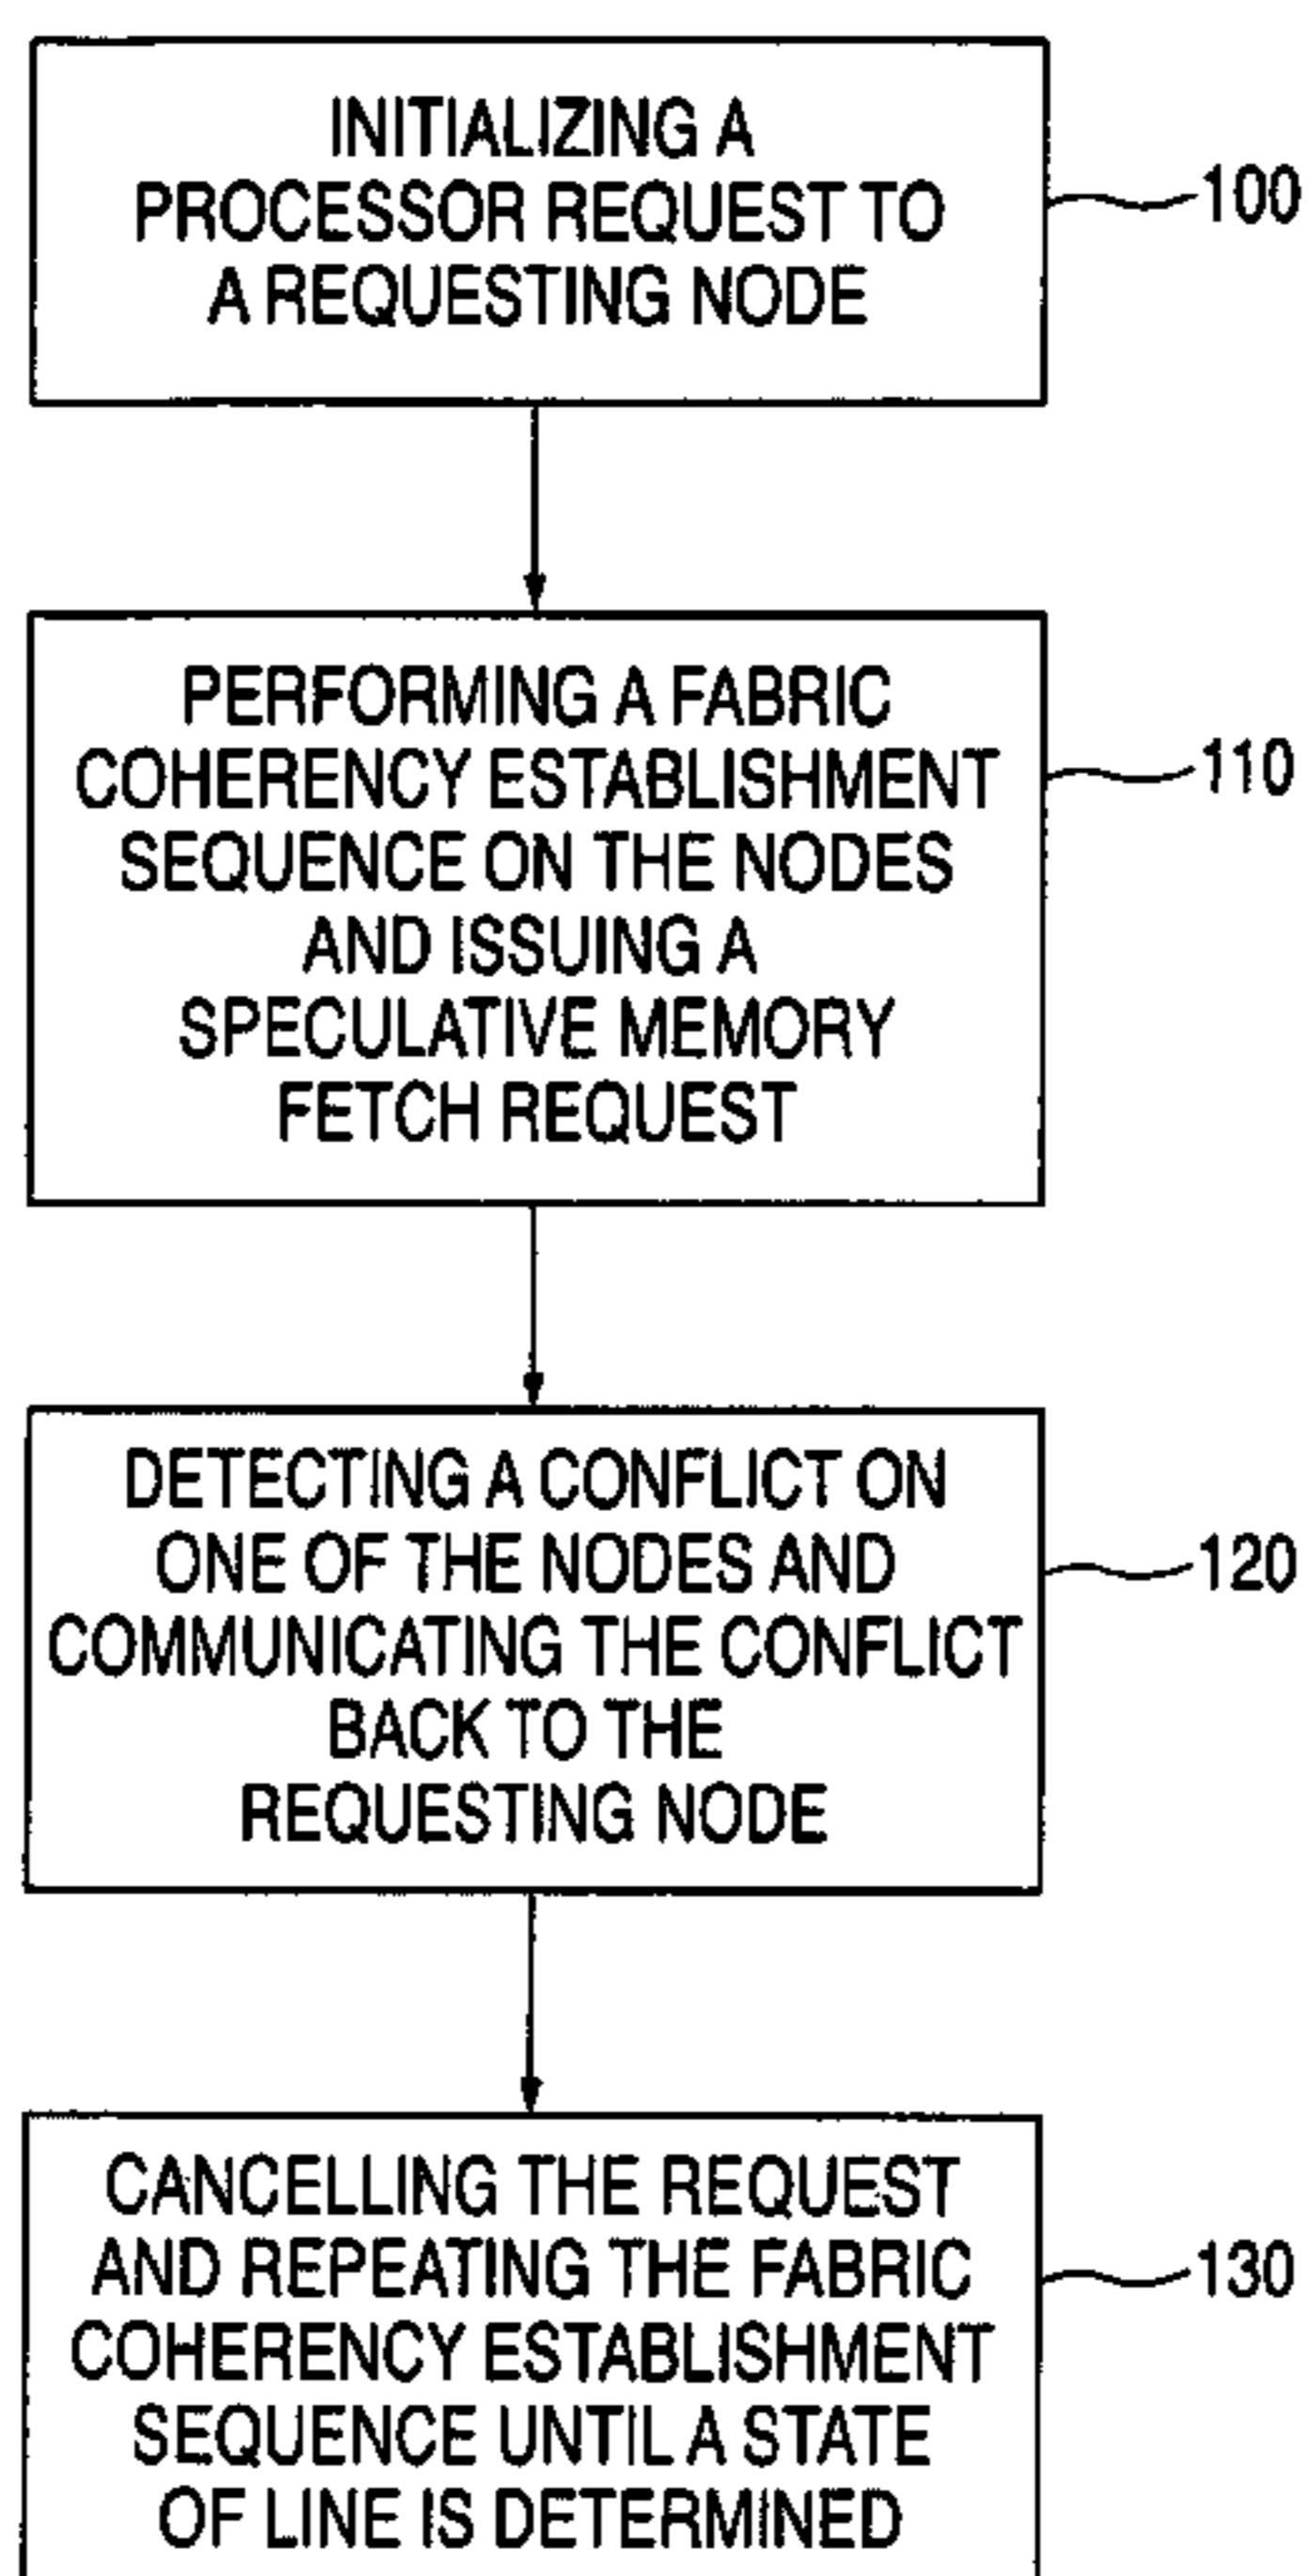 INITIALIZING A
PROCESSOR REQUEST TO
A REQUESTING NODE
100
PERFORMING A FABRIC
COHERENCY ESTABLISHMENT
SEQUENCE ON THE NODES
AND ISSUING A
SPECULATIVE MEMORY
FETCH REQUEST
110
DETECTING A CONFLICT ON
ONE OF THE NODES AND
COMMUNICATING THE CONFLICT
BACK TO THE
REQUESTING NODE
120
CANCELLING THE REQUEST
AND REPEATING THE FABRIC
COHERENCY ESTABLISHMENT
SEQUENCE UNTIL A STATE
OF LINE IS DETERMINED
130